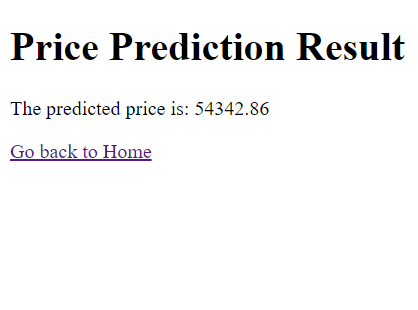 Price Prediction Result
The predicted price is: 54342.86
Go back to Home